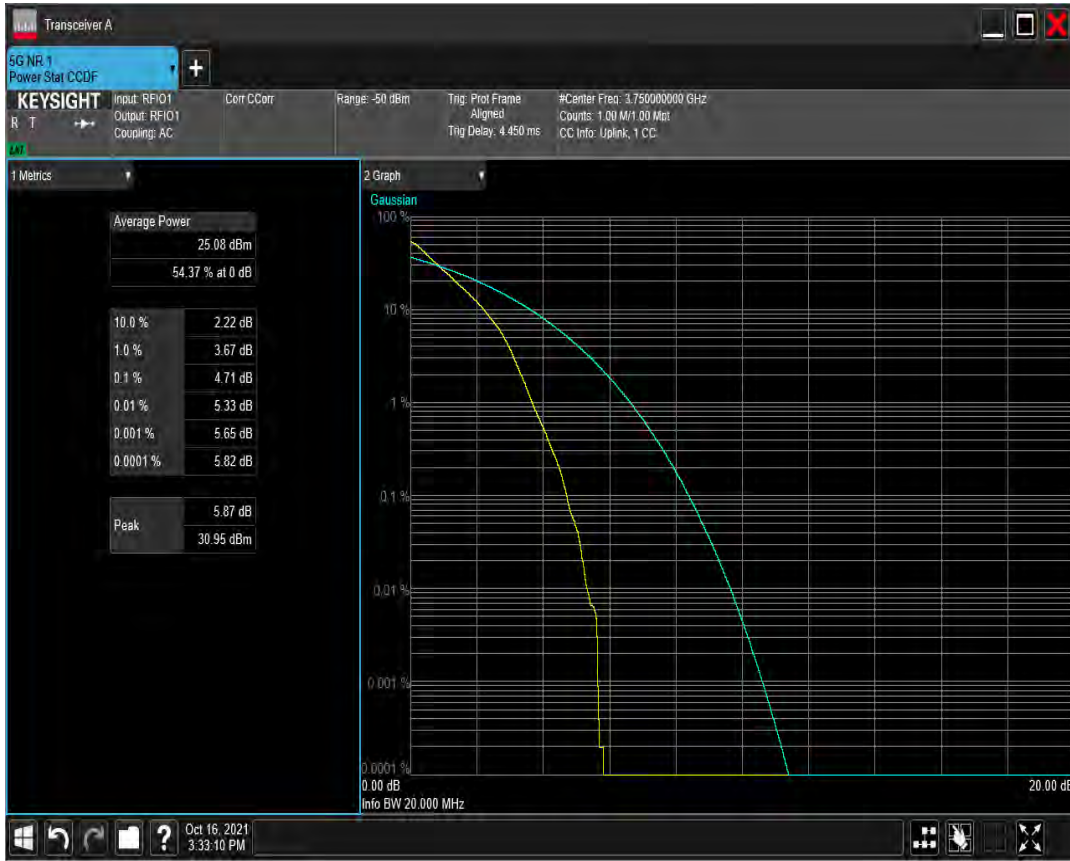 Transceiver A
5G NR 1
Power Stat CCDF
+
KEYSIGHT
R T
LXI
Input: RFIO1
Output: RFIO1
Coupling: AC
Corr CCorr
Range: -50 dBm
Trig: Prot Frame
Aligned
Trig Delay: 4.450 ms
#Center Freq: 3.750000000 GHz
Counts: 1.00 M/1.00 Mpt
CC Info: Uplink, 1 CC
1 Metrics
Average Power
25.08 dBm
54.37 % at 0 dB
10.0 % 2.22 dB
1.0 % 3.67 dB
0.1 % 4.71 dB
0.01 % 5.33 dB
0.001 % 5.65 dB
0.0001 % 5.82 dB
Peak
5.87 dB
30.95 dBm
2 Graph
Gaussian
100 %
10 %
1 %
0.1 %
0.01 %
0.001 %
0.0001 %
0.00 dB
20.00 dB
Info BW 20.000 MHz
?
Oct 16, 2021
3:33:10 PM